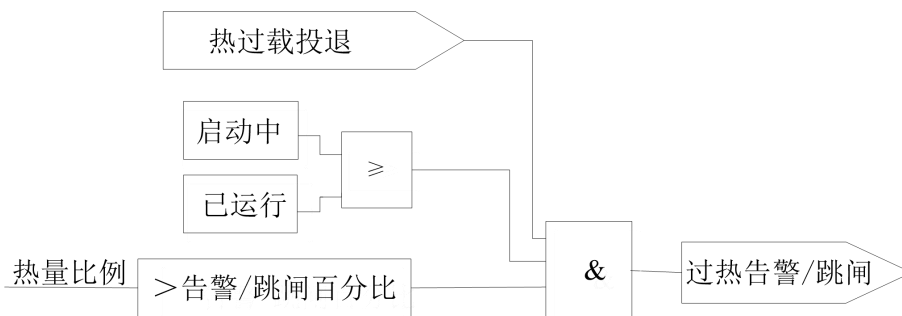 热过载投退
启动中
≥
已运行
热量比例
>告警/跳闸百分比
&
过热告警/跳闸